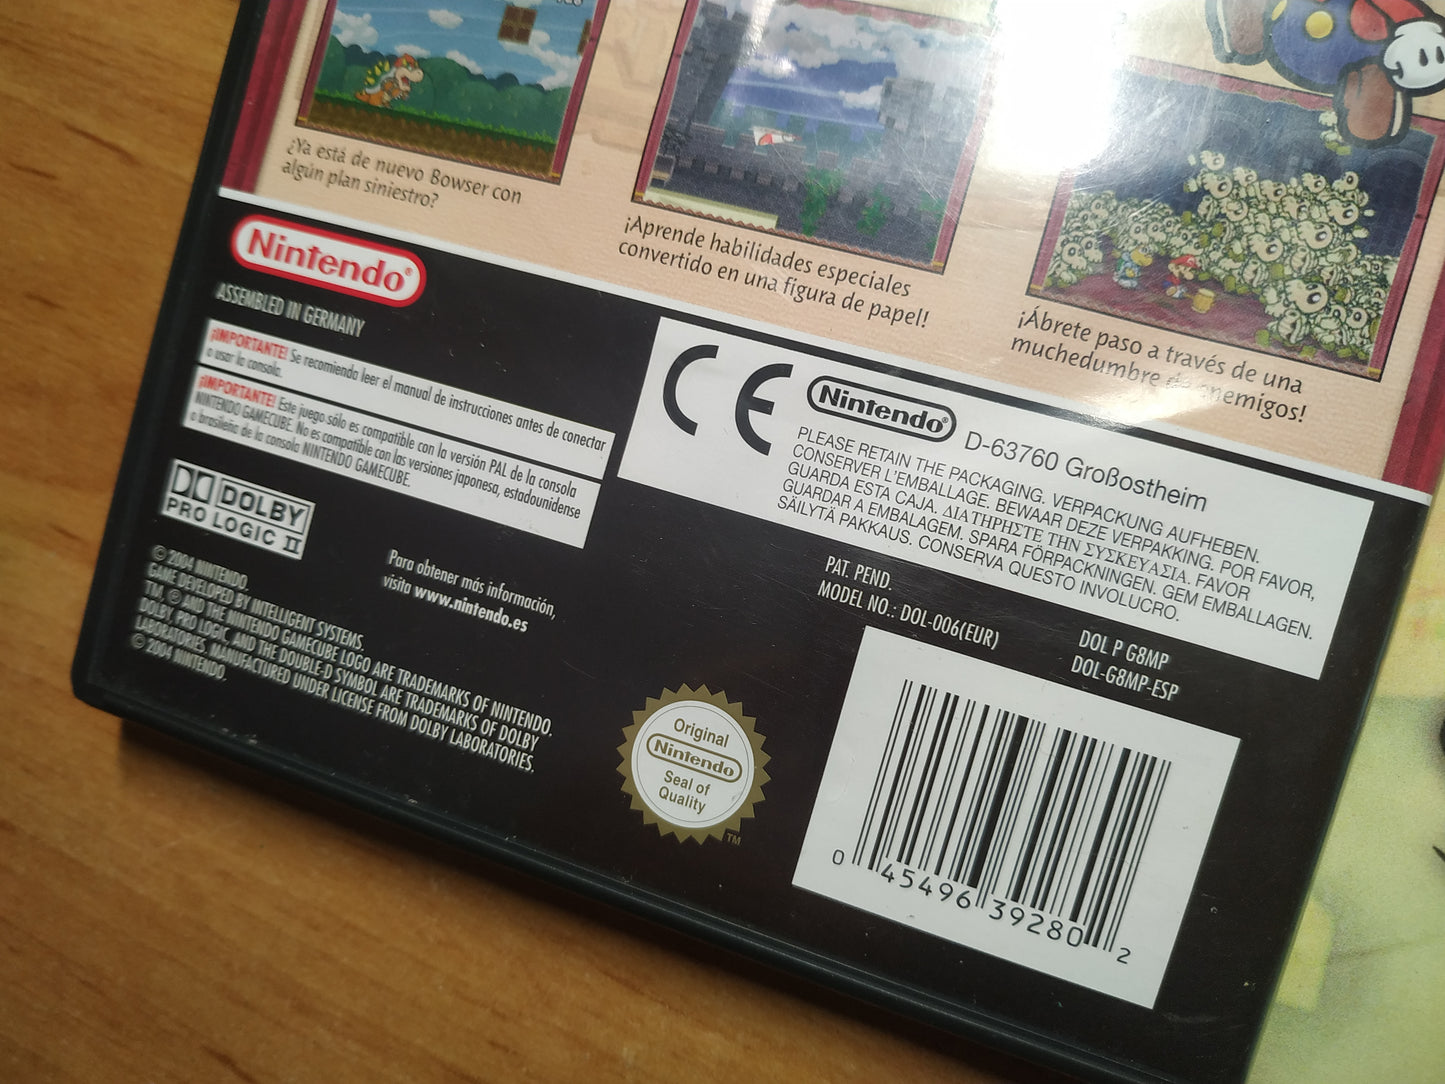 ¿Ya está de nuevo Bowser con
algún plan siniestro?
¡Aprende habilidades especiales
convertido en una figura de papel!
¡Ábrete paso a través de una
muchedumbre de enemigos!
Nintendo®
ASSEMBLED IN GERMANY
¡IMPORTANTE! Se recomienda leer el manual de instrucciones antes de conectar
o usar la consola.
¡IMPORTANTE! Este juego sólo es compatible con la versión PAL de la consola
NINTENDO GAMECUBE. No es compatible con las versiones japonesa, estadounidense
o brasileña de la consola NINTENDO GAMECUBE.
DOLBY
PRO LOGIC II
© 2004 NINTENDO.
GAME DEVELOPED BY INTELLIGENT SYSTEMS.
TM, ® AND THE NINTENDO GAMECUBE LOGO ARE TRADEMARKS OF NINTENDO.
DOLBY, PRO LOGIC, AND THE DOUBLE-D SYMBOL ARE TRADEMARKS OF DOLBY
LABORATORIES. MANUFACTURED UNDER LICENSE FROM DOLBY LABORATORIES.
© 2004 NINTENDO.
Para obtener más información,
visita www.nintendo.es
CE
Nintendo® D-63760 Großostheim
PLEASE RETAIN THE PACKAGING. VERPACKUNG AUFHEBEN.
CONSERVER L'EMBALLAGE. BEWAAR DEZE VERPAKKING. POR FAVOR,
GUARDA ESTA CAJA. ΔΙΑΤΗΡΗΣΤΕ ΤΗΝ ΣΥΣΚΕΥΑΣΙΑ. FAVOR
GUARDAR A EMBALAGEM. SPARA FÖRPACKNINGEN. GEM EMBALLAGEN.
SÄILYTÄ PAKKAUS. CONSERVA QUESTO INVOLUCRO.
PAT. PEND.
MODEL NO.: DOL-006(EUR)
DOL P G8MP
DOL-G8MP-ESP
Original
Nintendo
Seal of
Quality
TM
0 45496 39280 2